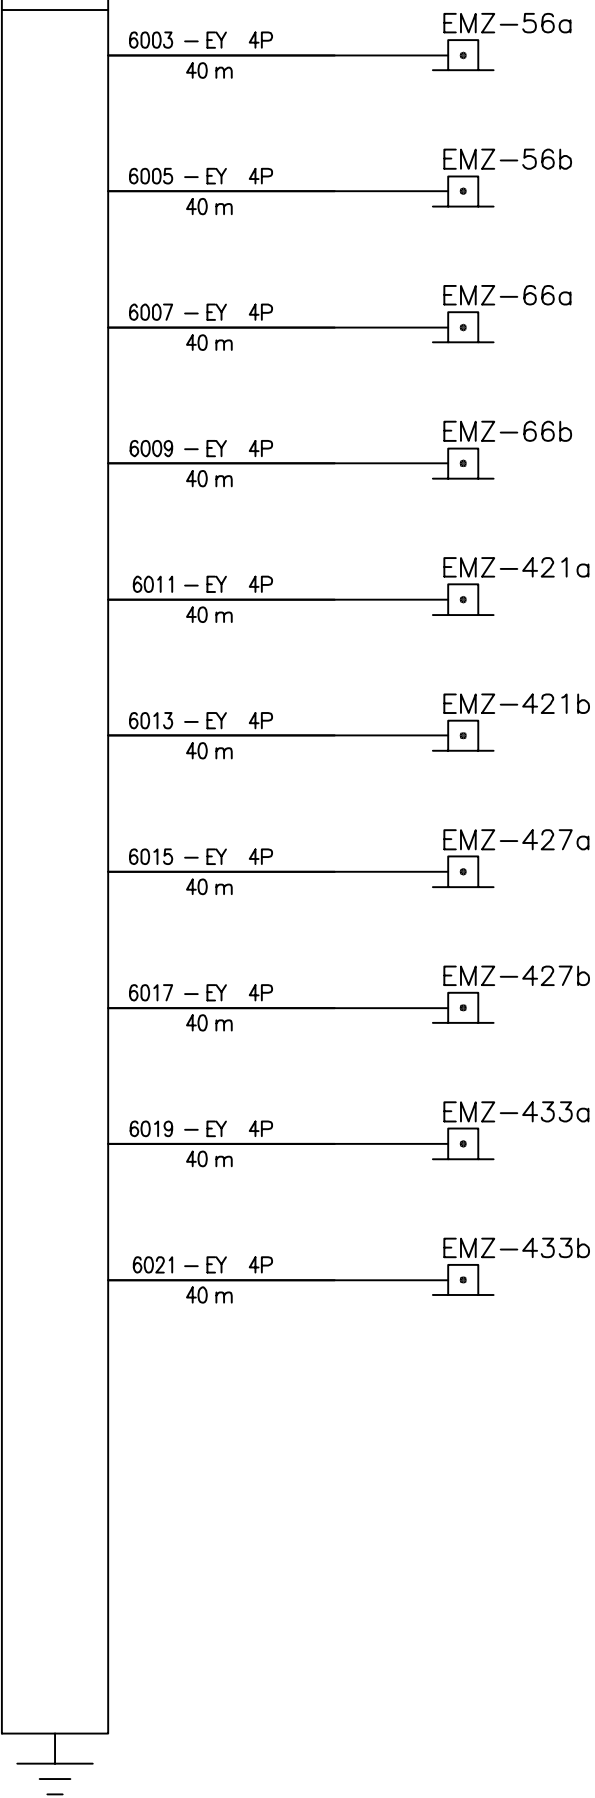 EMZ-56a
6003 - EY 4P
40 m
EMZ-56b
6005 - EY 4P
40 m
EMZ-66a
6007 - EY 4P
40 m
EMZ-66b
6009 - EY 4P
40 m
EMZ-421a
6011 - EY 4P
40 m
EMZ-421b
6013 - EY 4P
40 m
EMZ-427a
6015 - EY 4P
40 m
EMZ-427b
6017 - EY 4P
40 m
EMZ-433a
6019 - EY 4P
40 m
EMZ-433b
6021 - EY 4P
40 m